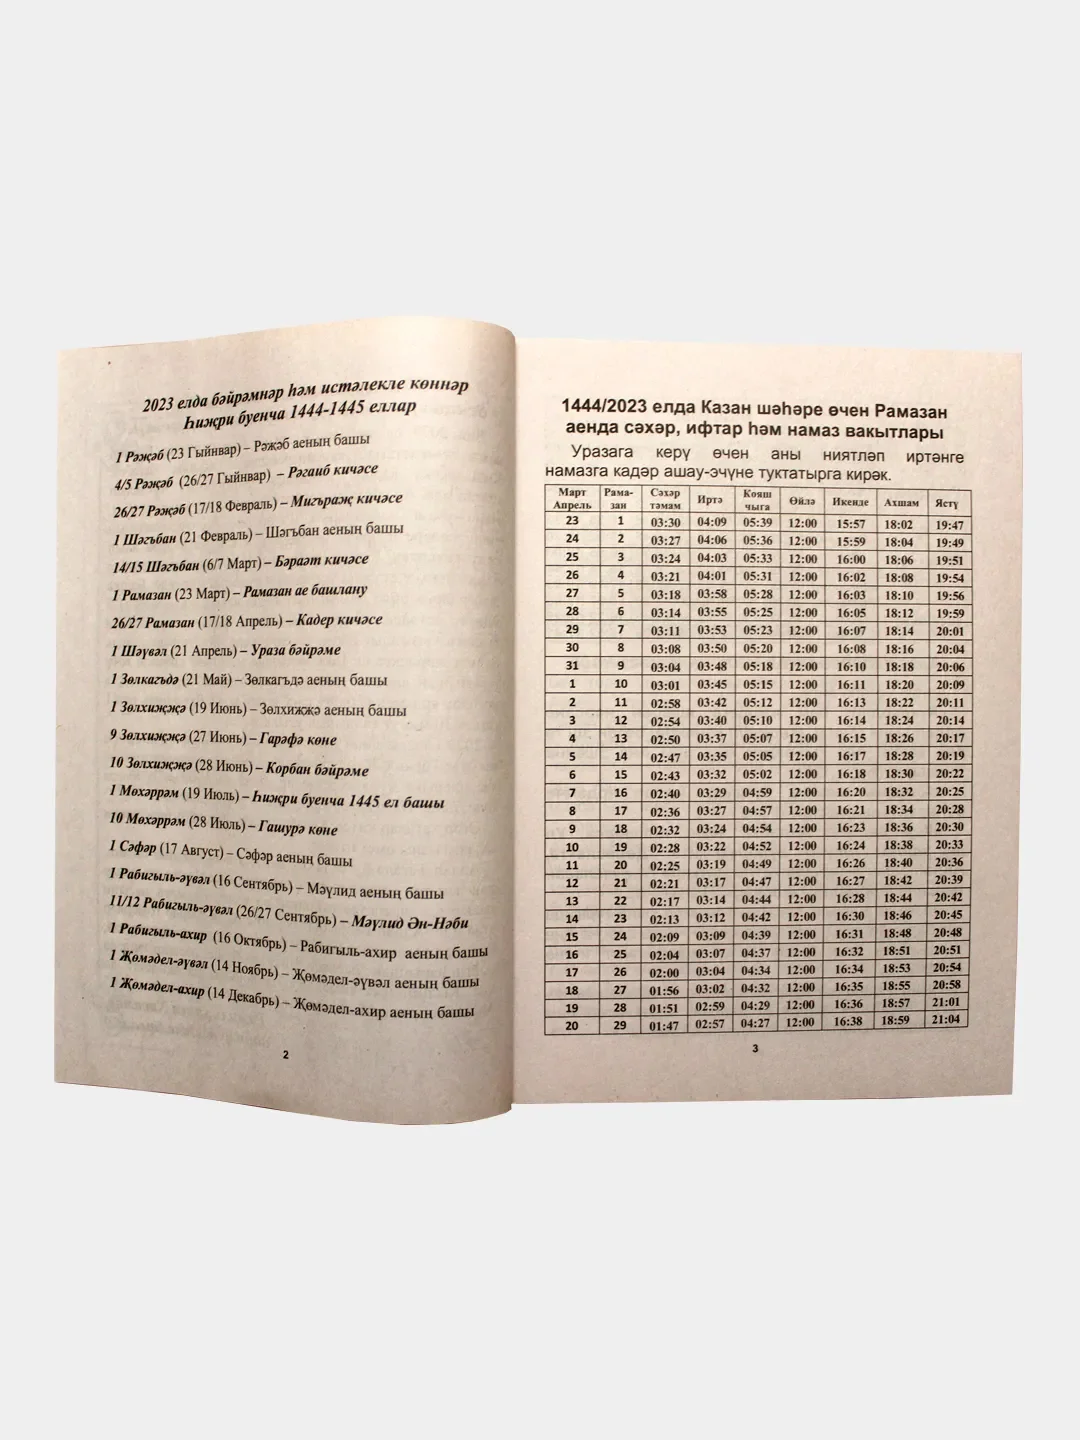 2023 елда бәйрәмнәр һәм истәлекле көннәр
Һиҗри буенча 1444-1445 еллар
1 Рәҗәб (23 Гыйнвар) – Рәҗәб аеның башы
4/5 Рәҗәб (26/27 Гыйнвар) – Рәгаиб кичәсе
26/27 Рәҗәб (17/18 Февраль) – Мигъраҗ кичәсе
1 Шәгъбан (21 Февраль) – Шәгъбан аеның башы
14/15 Шәгъбан (6/7 Март) – Бәраәт кичәсе
1 Рамазан (23 Март) – Рамазан ае башлану
26/27 Рамазан (17/18 Апрель) – Кадер кичәсе
1 Шәүвәл (21 Апрель) – Ураза бәйрәме
1 Зөлкагъдә (21 Май) – Зөлкагъдә аеның башы
1 Зөлхиҗҗә (19 Июнь) – Зөлхиҗҗә аеның башы
9 Зөлхиҗҗә (27 Июнь) – Гарәфә көне
10 Зөлхиҗҗә (28 Июнь) – Корбан бәйрәме
1 Мөхәррәм (19 Июль) – Һиҗри буенча 1445 ел башы
10 Мөхәррәм (28 Июль) – Гашурә көне
1 Сәфәр (17 Август) – Сәфәр аеның башы
1 Рабигыль-әүвәл (16 Сентябрь) – Мәүлид аеның башы
11/12 Рабигыль-әүвәл (26/27 Сентябрь) – Мәүлид Ән-Нәби
1 Рабигыль-ахир (16 Октябрь) – Рабигыль-ахир аеның башы
1 Җөмәдел-әүвәл (14 Ноябрь) – Җөмәдел-әүвәл аеның башы
1 Җөмәдел-ахир (14 Декабрь) – Җөмәдел-ахир аеның башы
2
1444/2023 елда Казан шәһәре өчен Рамазан
аенда сәхәр, ифтар һәм намаз вакытлары
Уразага керү өчен аны ниятләп иртәнге
намазга кадәр ашау-эчүне туктатырга кирәк.
Март Апрель Рама-зан Сәхәр тәмам Иртә Кояш чыга Өйлә Икенде Ахшам Ястү
23 1 03:30 04:09 05:39 12:00 15:57 18:02 19:47
24 2 03:27 04:06 05:36 12:00 15:59 18:04 19:49
25 3 03:24 04:03 05:33 12:00 16:00 18:06 19:51
26 4 03:21 04:01 05:31 12:00 16:02 18:08 19:54
27 5 03:18 03:58 05:28 12:00 16:03 18:10 19:56
28 6 03:14 03:55 05:25 12:00 16:05 18:12 19:59
29 7 03:11 03:53 05:23 12:00 16:07 18:14 20:01
30 8 03:08 03:50 05:20 12:00 16:08 18:16 20:04
31 9 03:04 03:48 05:18 12:00 16:10 18:18 20:06
1 10 03:01 03:45 05:15 12:00 16:11 18:20 20:09
2 11 02:58 03:42 05:12 12:00 16:13 18:22 20:11
3 12 02:54 03:40 05:10 12:00 16:14 18:24 20:14
4 13 02:50 03:37 05:07 12:00 16:15 18:26 20:17
5 14 02:47 03:35 05:05 12:00 16:17 18:28 20:19
6 15 02:43 03:32 05:02 12:00 16:18 18:30 20:22
7 16 02:40 03:29 04:59 12:00 16:20 18:32 20:25
8 17 02:36 03:27 04:57 12:00 16:21 18:34 20:28
9 18 02:32 03:24 04:54 12:00 16:23 18:36 20:30
10 19 02:28 03:22 04:52 12:00 16:24 18:38 20:33
11 20 02:25 03:19 04:49 12:00 16:26 18:40 20:36
12 21 02:21 03:17 04:47 12:00 16:27 18:42 20:39
13 22 02:17 03:14 04:44 12:00 16:28 18:44 20:42
14 23 02:13 03:12 04:42 12:00 16:30 18:46 20:45
15 24 02:09 03:09 04:39 12:00 16:31 18:48 20:48
16 25 02:04 03:07 04:37 12:00 16:32 18:51 20:51
17 26 02:00 03:04 04:34 12:00 16:34 18:53 20:54
18 27 01:56 03:02 04:32 12:00 16:35 18:55 20:58
19 28 01:51 02:59 04:29 12:00 16:36 18:57 21:01
20 29 01:47 02:57 04:27 12:00 16:38 18:59 21:04
3